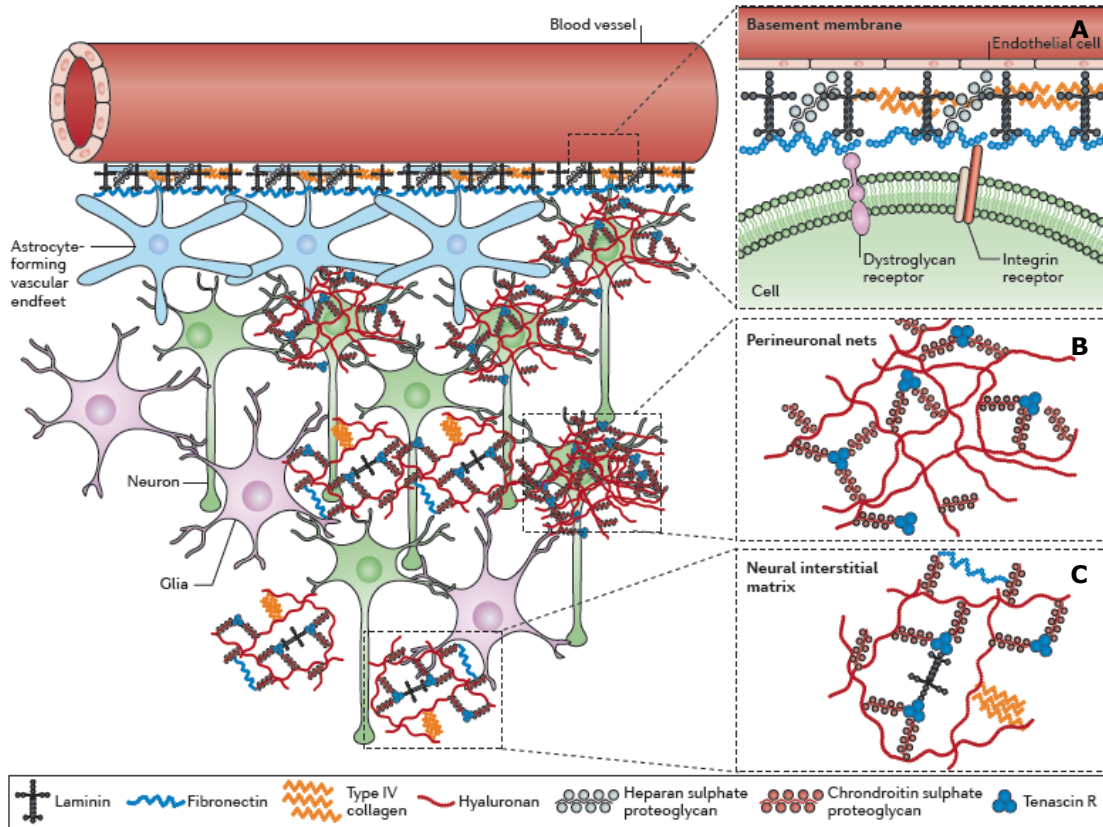 Blood vessel
Astrocyte-
forming
vascular
endfeet
Neuron
Glia
Basement membrane
A
Endothelial cell
Dystroglycan
receptor
Integrin
receptor
Cell
Perineuronal nets
B
Neural interstitial
matrix
C
Laminin
Fibronectin
Type IV
collagen
Hyaluronan
Heparan sulphate
proteoglycan
Chrondroitin sulphate
proteoglycan
Tenascin R